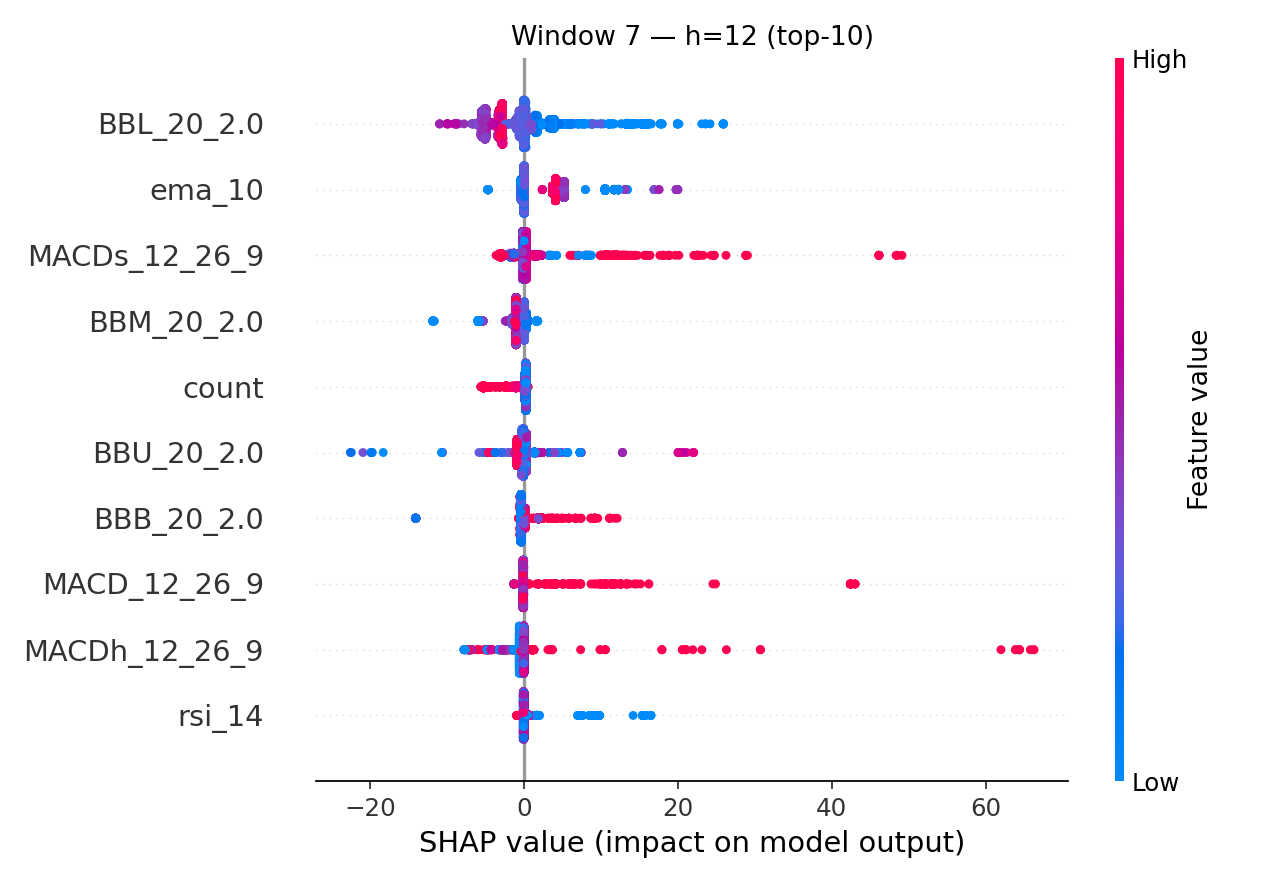 Window 7 — h=12 (top-10)
High
BBL_20_2.0
ema_10
MACDs_12_26_9
BBM_20_2.0
count
BBU_20_2.0
BBB_20_2.0
MACD_12_26_9
MACDh_12_26_9
rsi_14
Feature value
Low
−20 0 20 40 60
SHAP value (impact on model output)